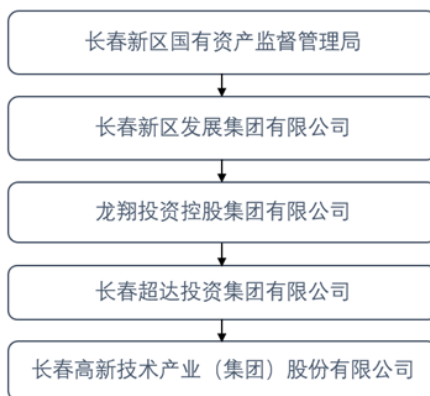 长春新区国有资产监督管理局
长春新区发展集团有限公司
龙翔投资控股集团有限公司
长春超达投资集团有限公司
长春高新技术产业（集团）股份有限公司